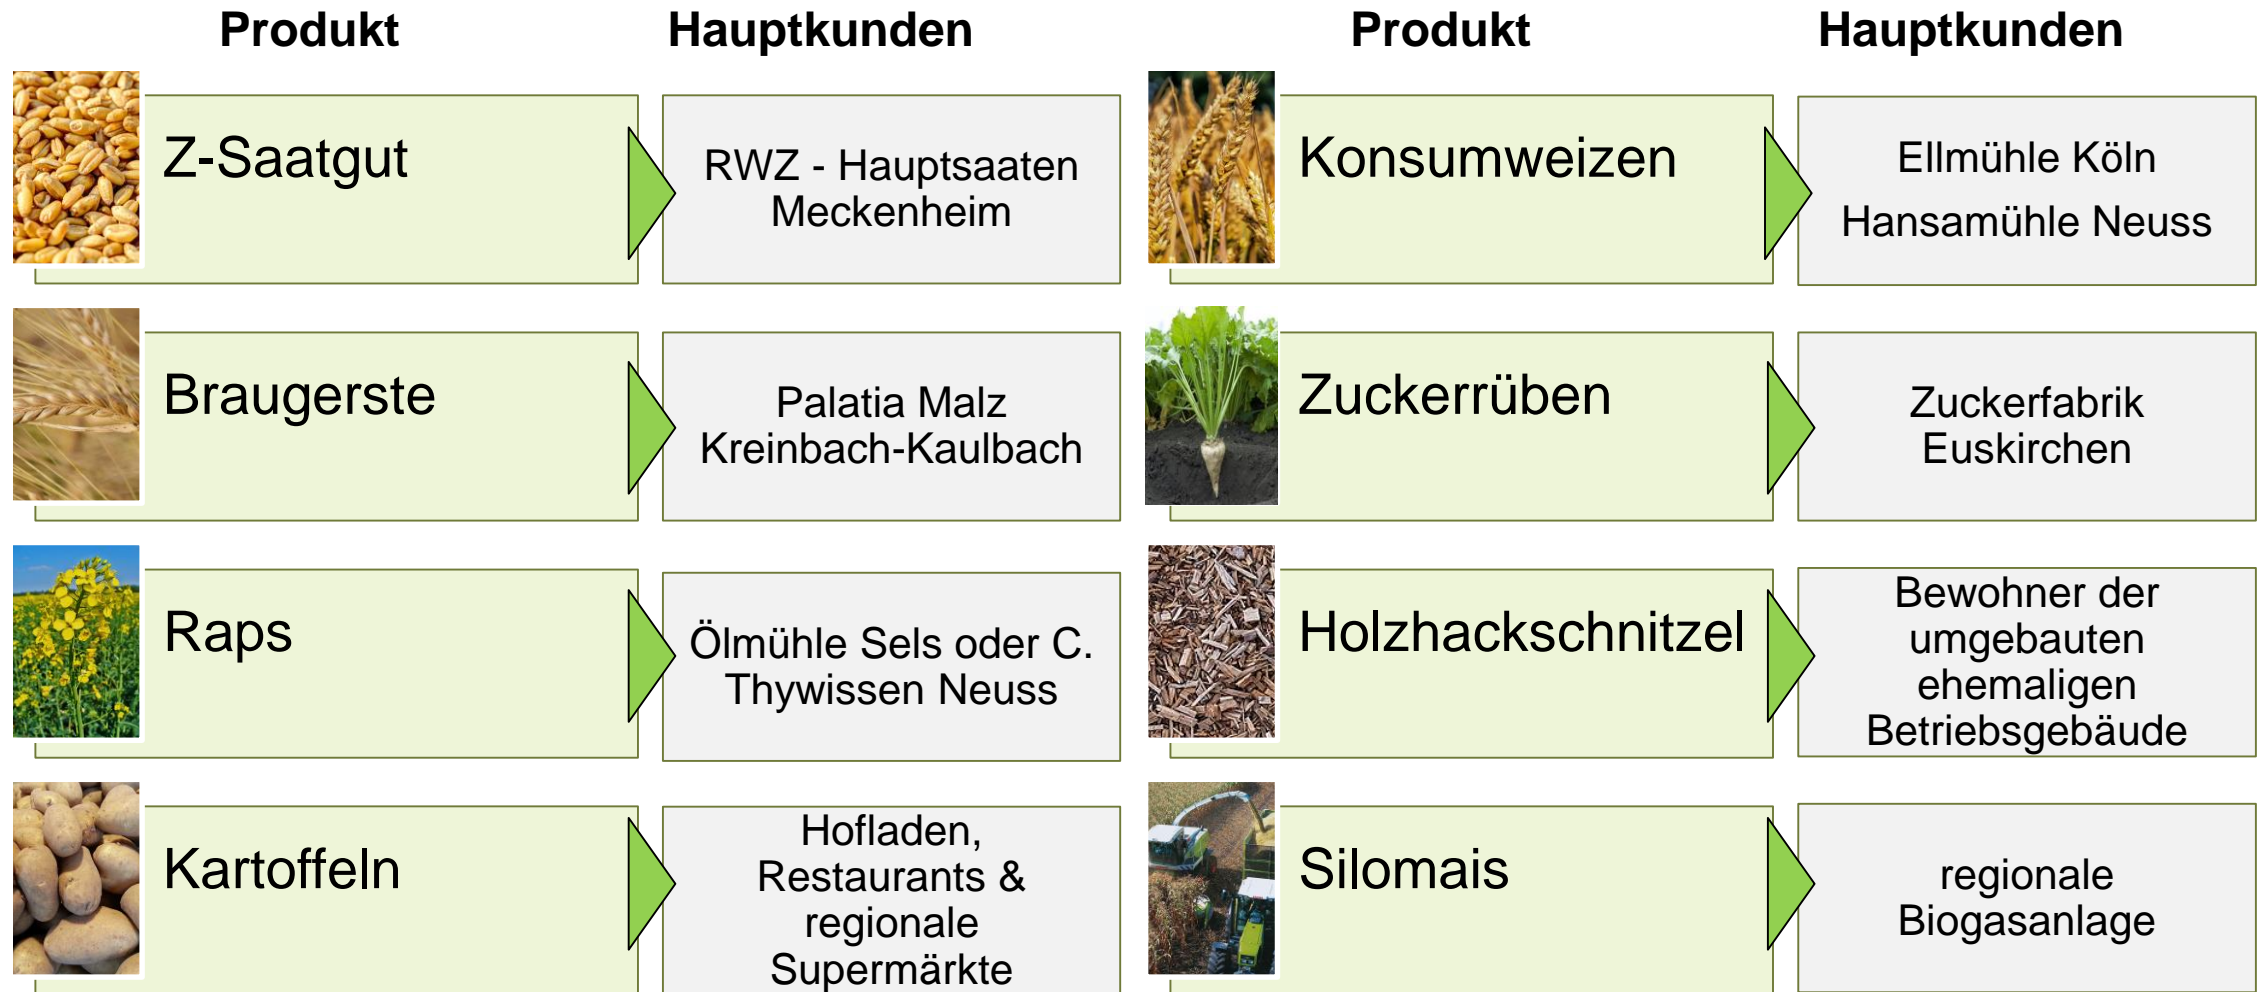 Produkt
Hauptkunden
Produkt
Hauptkunden
Z-Saatgut
RWZ - Hauptsaaten
Meckenheim
Konsumweizen
Ellmühle Köln
Hansamühle Neuss
Braugerste
Palatia Malz
Kreinbach-Kaulbach
Zuckerrüben
Zuckerfabrik
Euskirchen
Raps
Ölmühle Sels oder C.
Thywissen Neuss
Holzhackschnitzel
Bewohner der
umgebauten
ehemaligen
Betriebsgebäude
Kartoffeln
Hofladen,
Restaurants &
regionale
Supermärkte
Silomais
regionale
Biogasanlage